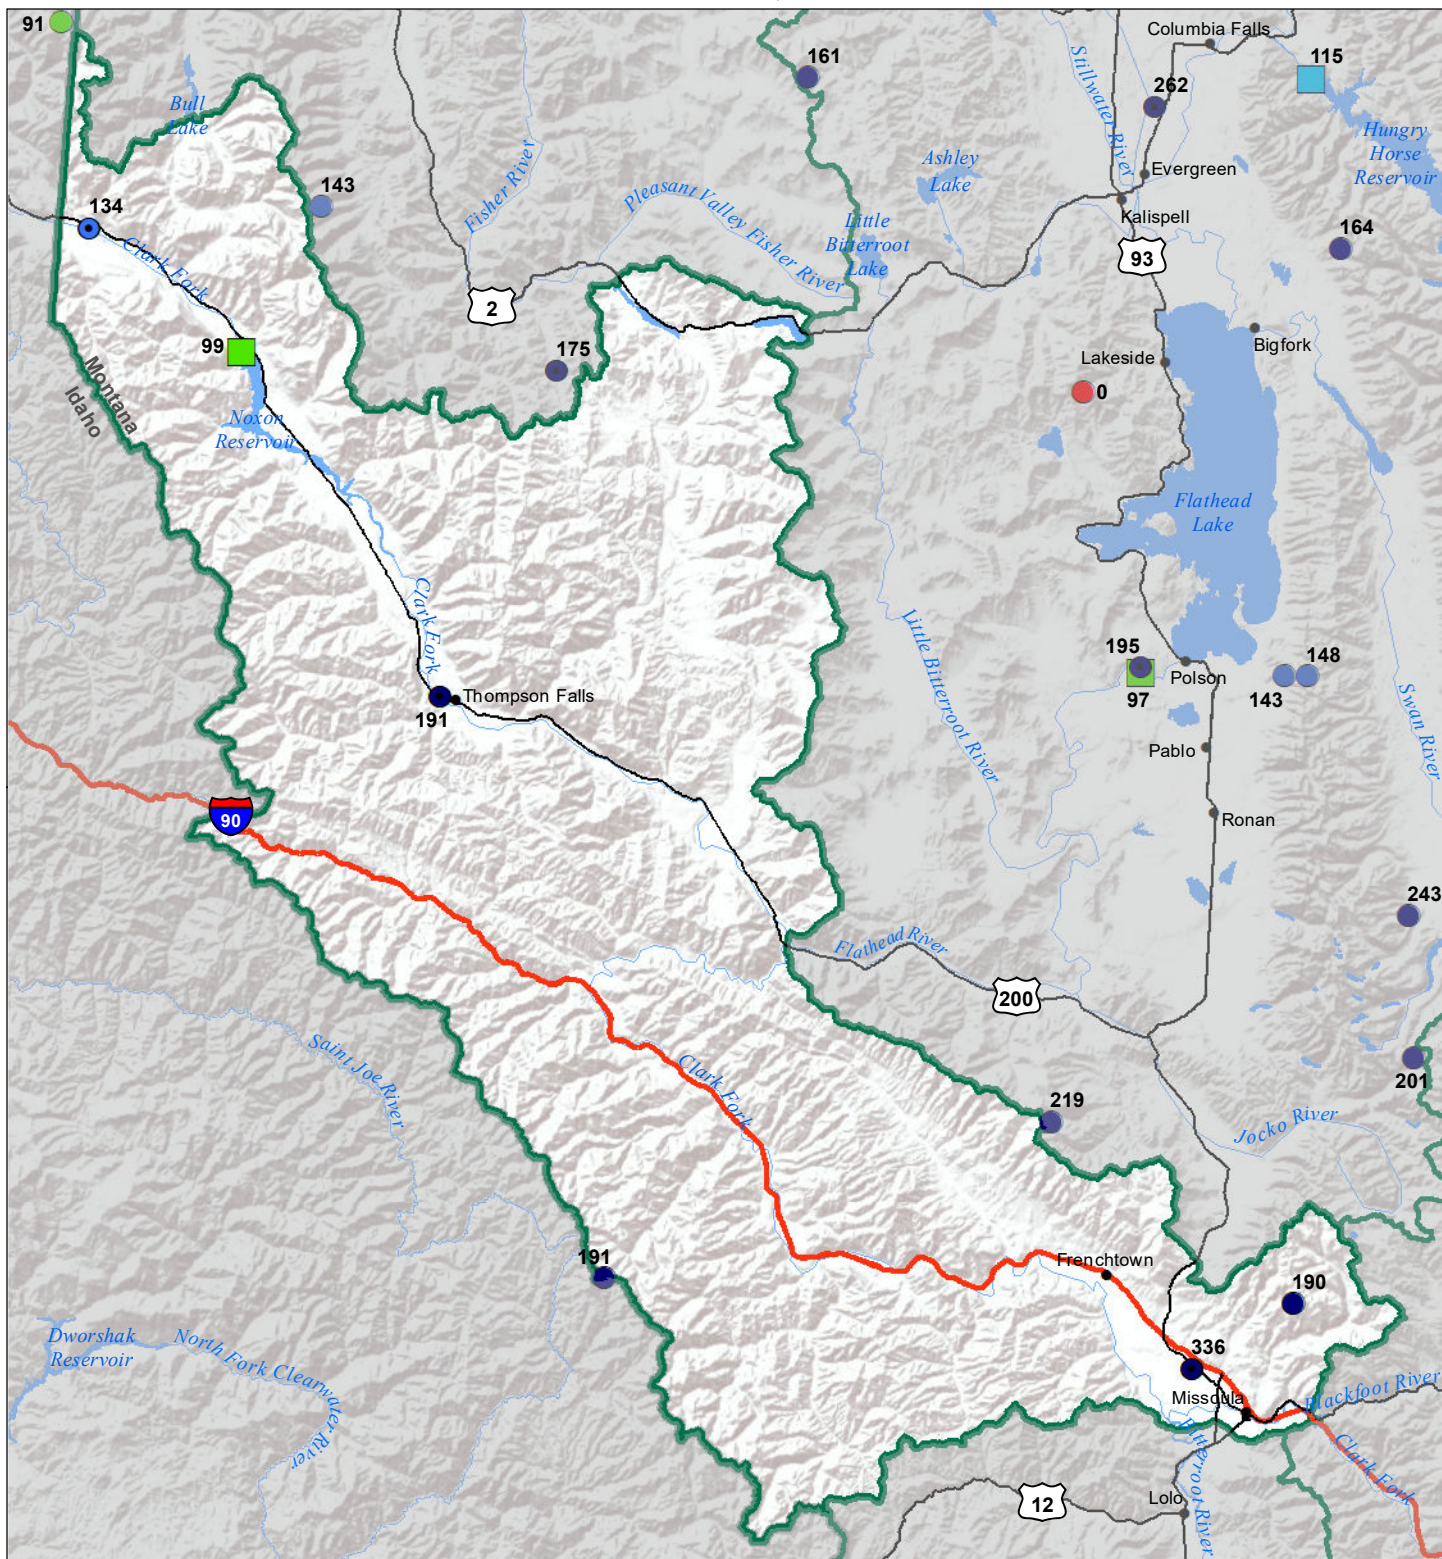 91
161
Columbia Falls
115
262
Stillwater River
Bull
Lake
Hungry
Horse
Reservoir
Fisher River
Ashley
Lake
Evergreen
143
Pleasant Valley Fisher River
134
Kalispell
Little
Bitterroot
Lake
164
Clark Fork
93
2
99
175
Lakeside
Bigfork
Montana
Idaho
0
Noxon
Reservoir
Flathead
Lake
Clark Fork
Little Bitterroot River
195
148
Polson
97
143
Thompson Falls
191
Swan River
Pablo
90
Ronan
243
Flathead River
200
Saint Joe River
Clark Fork
201
219
Jocko River
191
Frenchtown
190
Dworshak
Reservoir
North Fork Clearwater River
336
Missoula
Blackfoot River
Bitterroot River
Clark Fork
12
Lolo